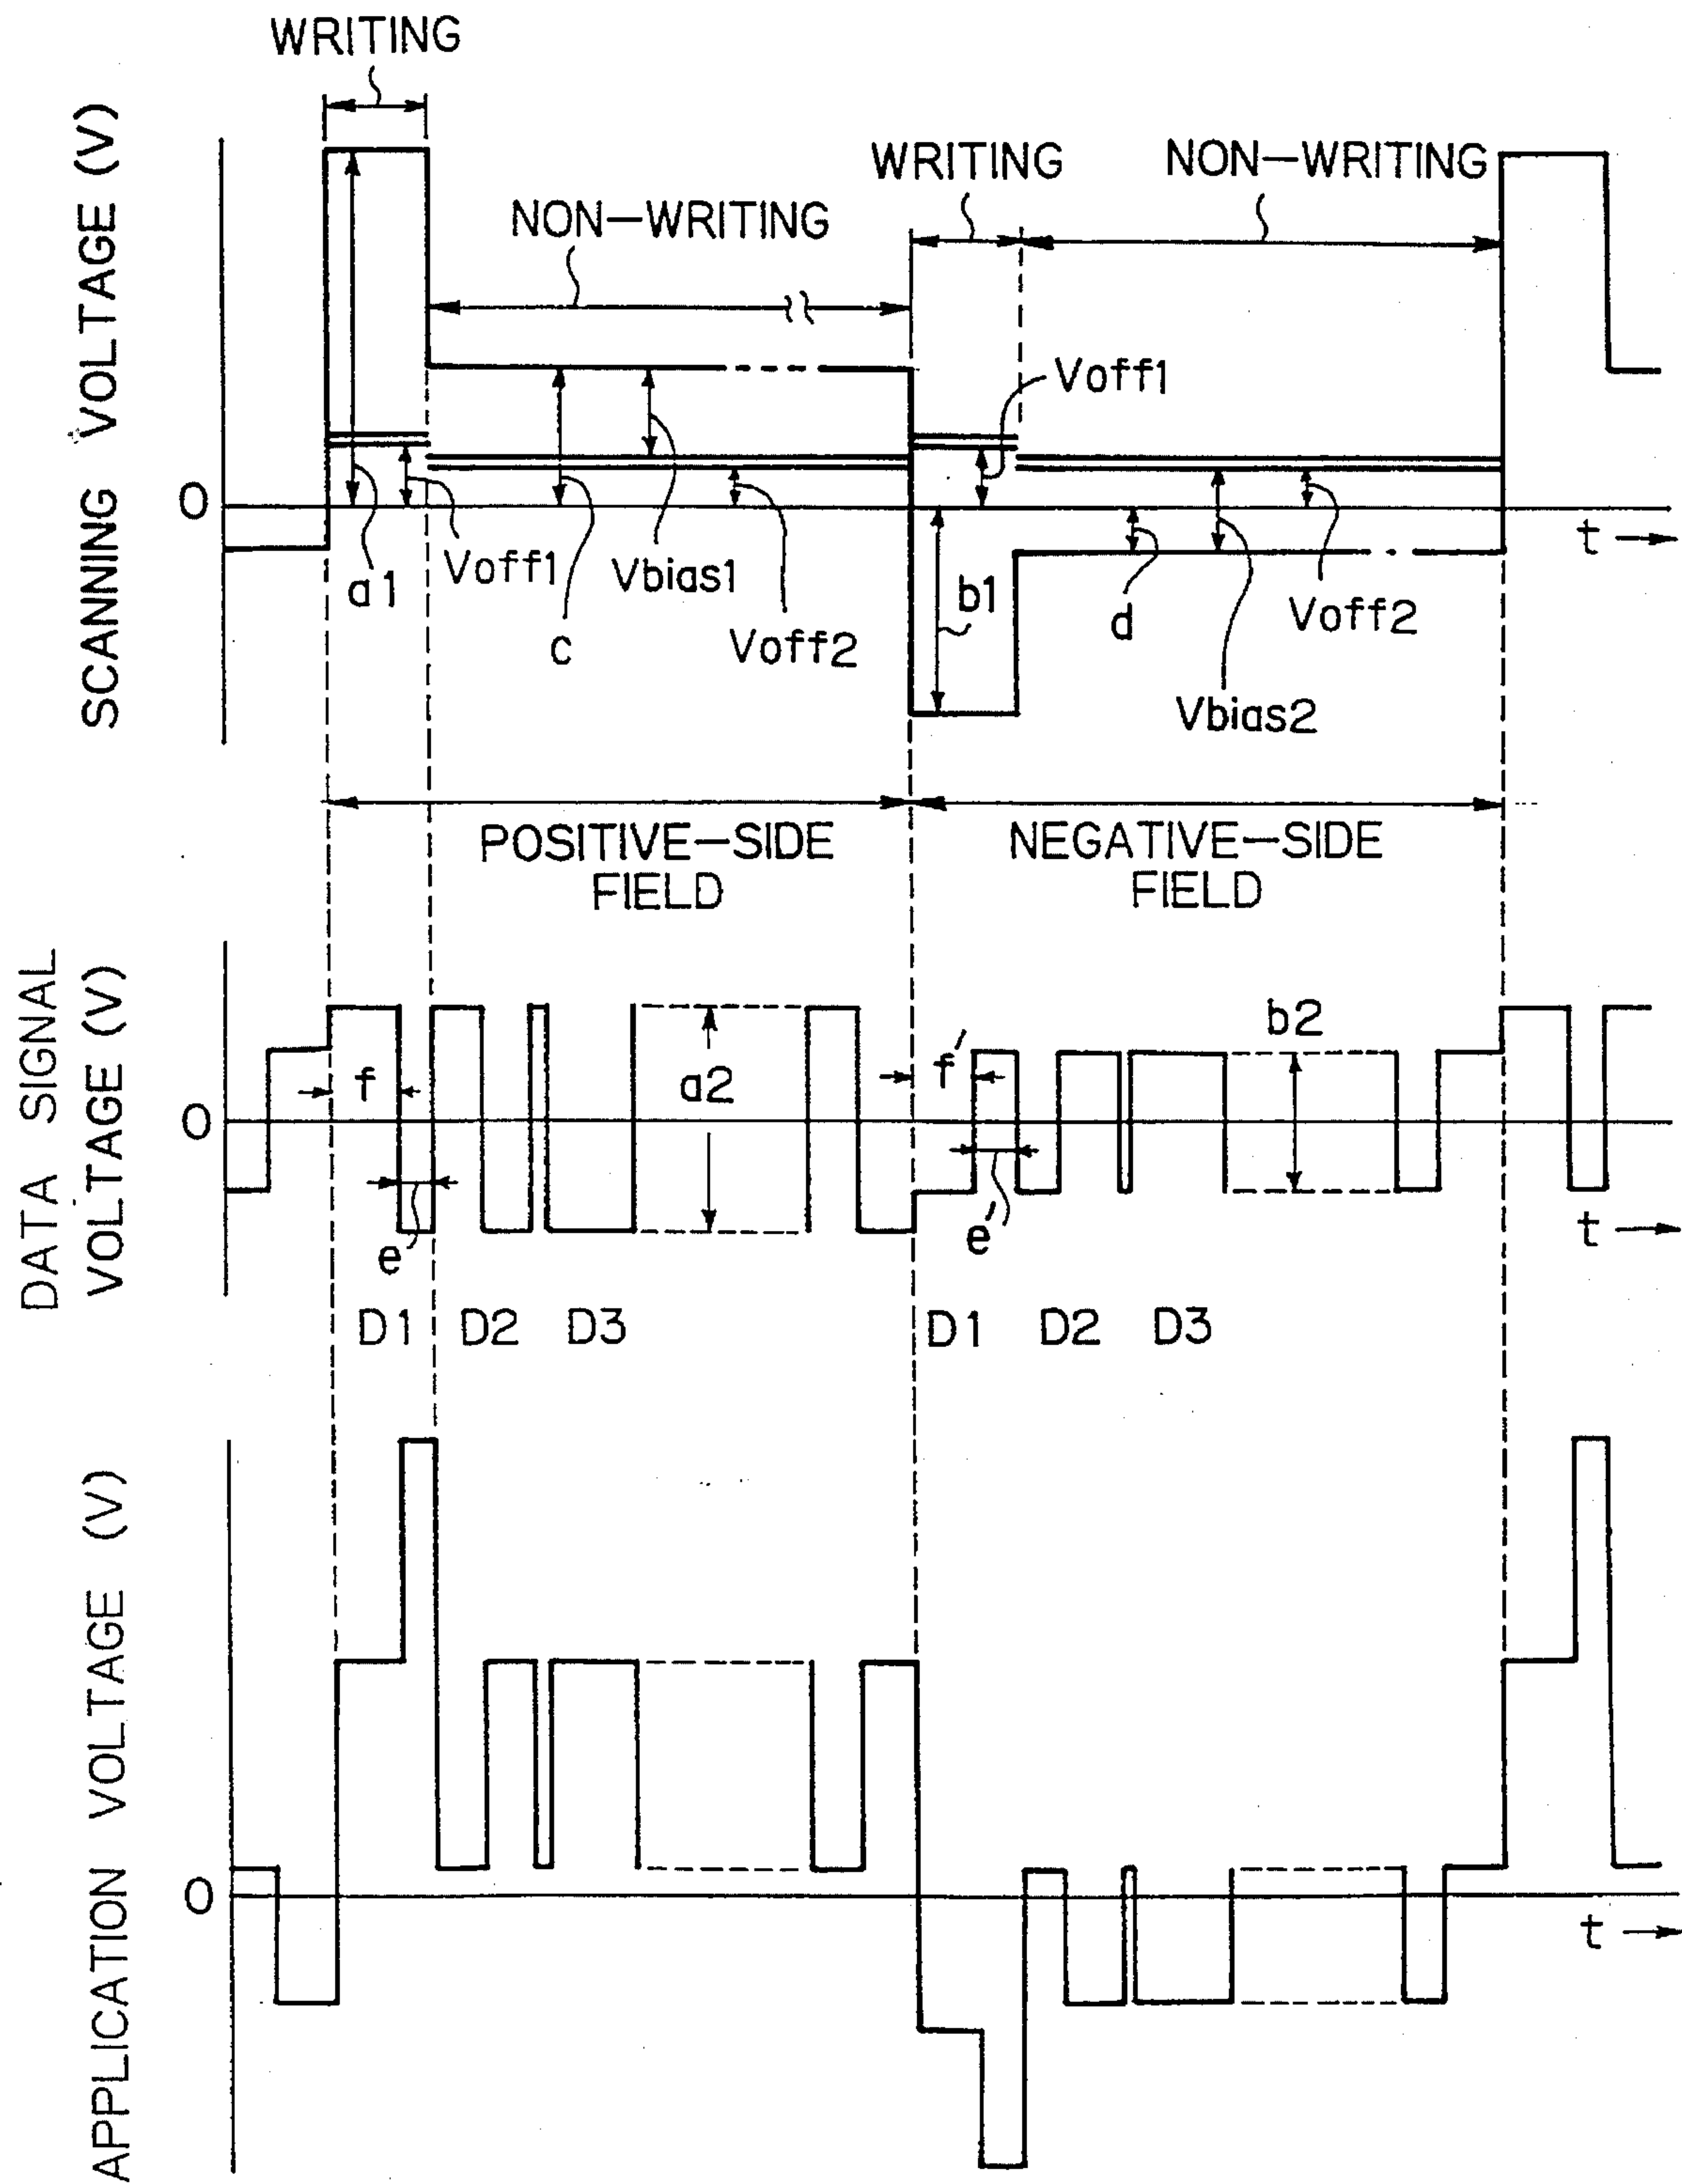 WRITING
SCANNING VOLTAGE (V)
WRITING
NON-WRITING
NON-WRITING
Voff1
0
t
a1
Voff1
c
Vbias1
Voff2
b1
d
Vbias2
Voff2
POSITIVE-SIDE
FIELD
NEGATIVE-SIDE
FIELD
DATA SIGNAL
VOLTAGE (V)
0
f
e
a2
f'
e'
b2
t
D1
D2
D3
D1
D2
D3
APPLICATION VOLTAGE (V)
0
t